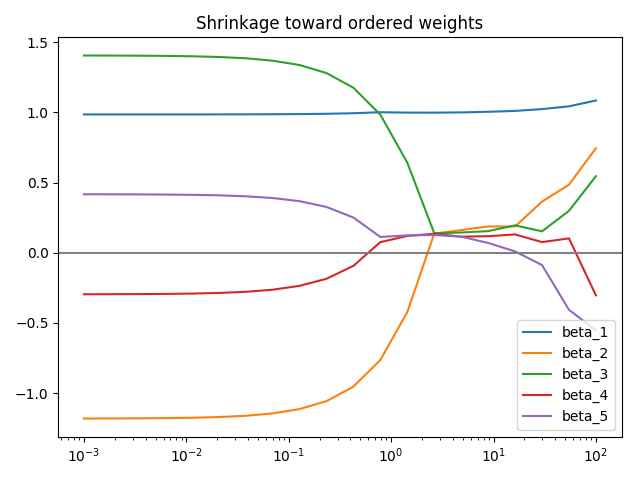 Shrinkage toward ordered weights
1.5
1.0
0.5
0.0
−0.5
−1.0
10⁻³
10⁻²
10⁻¹
10⁰
10¹
10²
beta_1
beta_2
beta_3
beta_4
beta_5